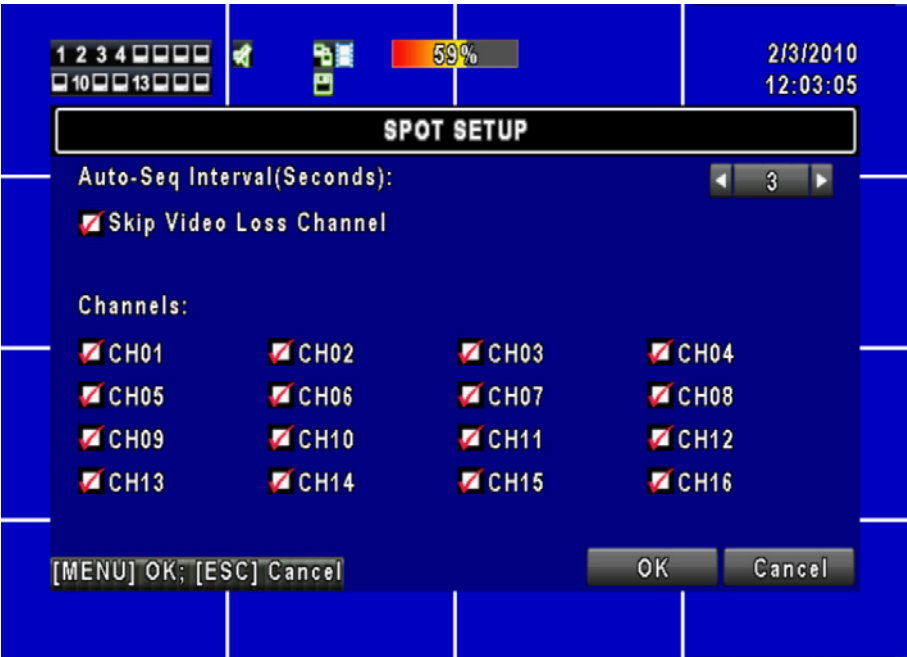 1 2 3 4
10 13
59%
2/3/2010
12:03:05
SPOT SETUP
Auto-Seq Interval(Seconds):
3
Skip Video Loss Channel
Channels:
CH01 CH02 CH03 CH04
CH05 CH06 CH07 CH08
CH09 CH10 CH11 CH12
CH13 CH14 CH15 CH16
[MENU] OK; [ESC] Cancel
OK
Cancel